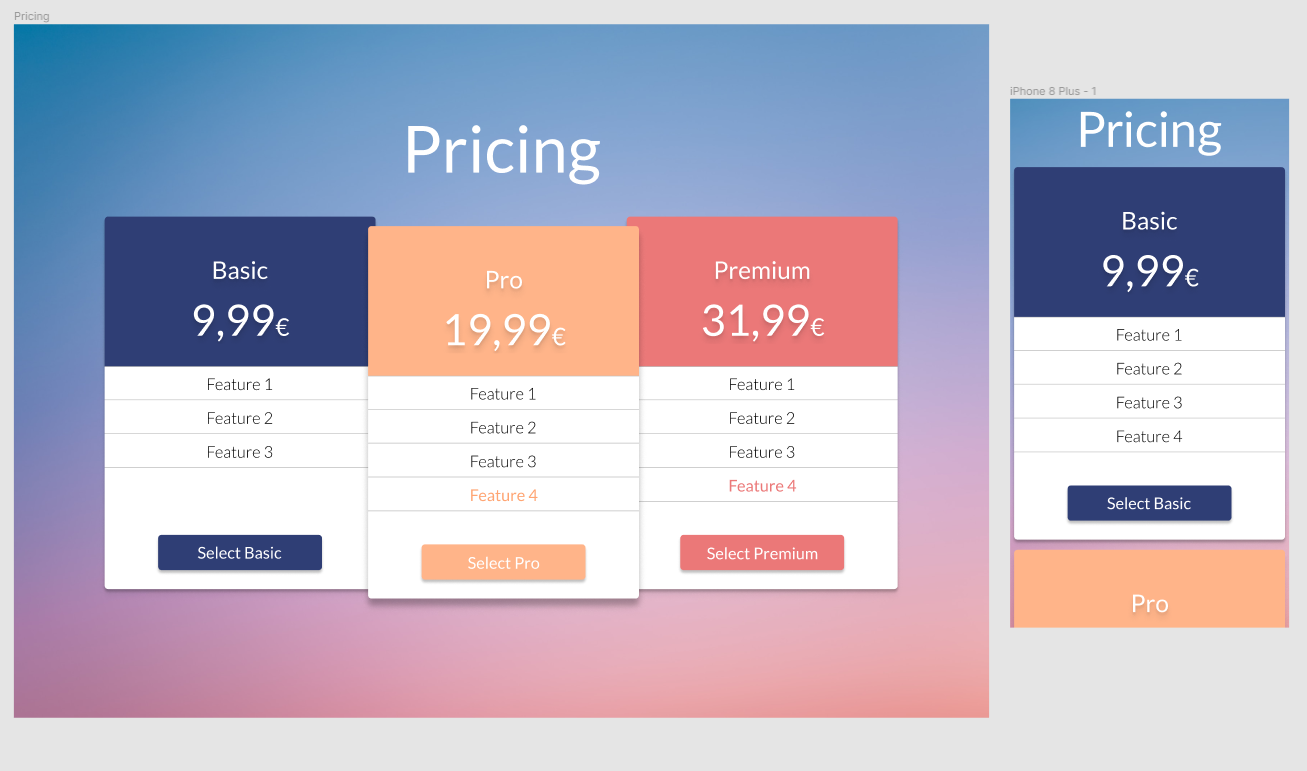 Pricing
Pricing
Basic
9,99€
Feature 1
Feature 2
Feature 3
Select Basic
Pro
19,99€
Feature 1
Feature 2
Feature 3
Feature 4
Select Pro
Premium
31,99€
Feature 1
Feature 2
Feature 3
Feature 4
Select Premium
iPhone 8 Plus - 1
Pricing
Basic
9,99€
Feature 1
Feature 2
Feature 3
Feature 4
Select Basic
Pro